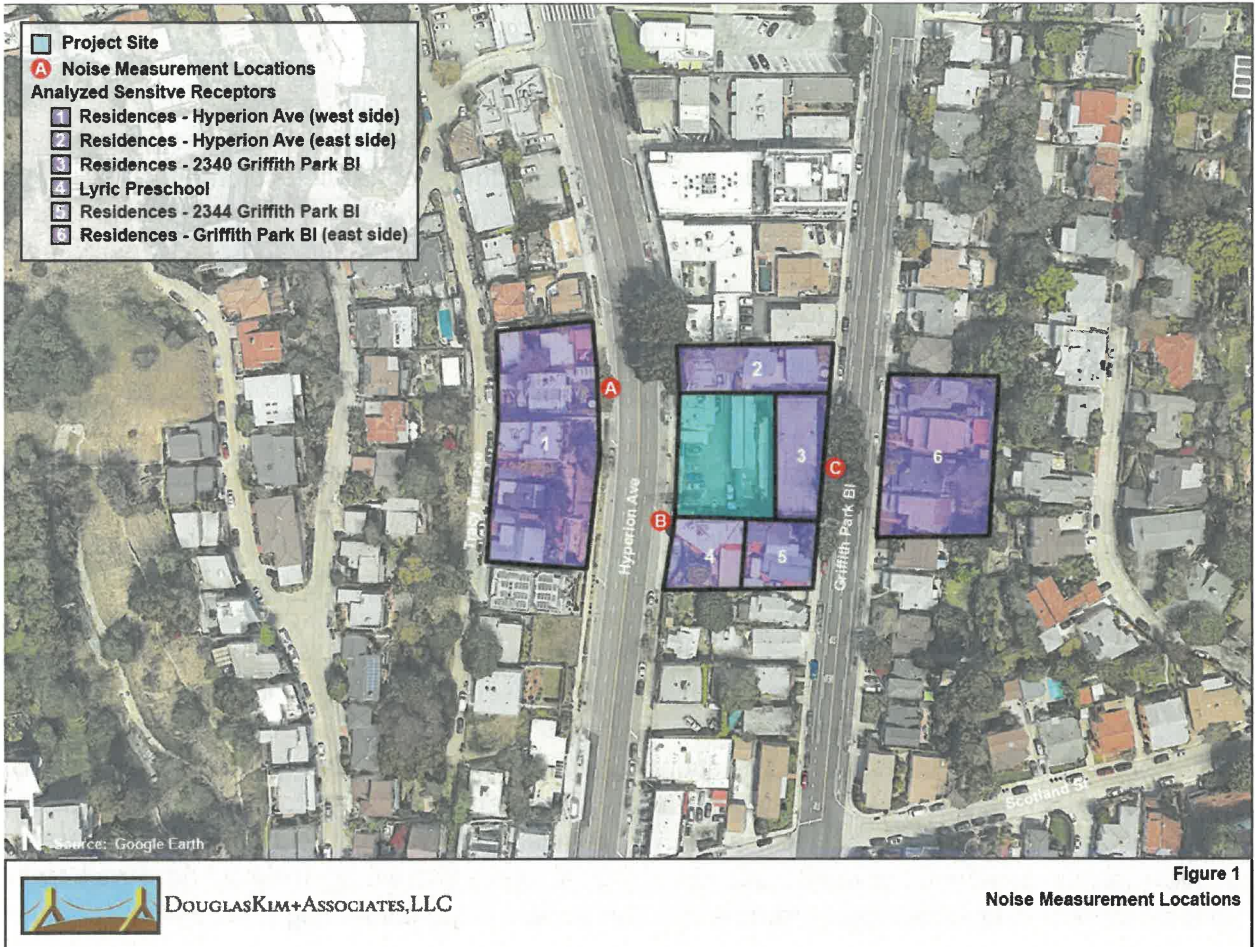 Project Site
A Noise Measurement Locations
Analyzed Sensitve Receptors
1 Residences - Hyperion Ave (west side)
2 Residences - Hyperion Ave (east side)
3 Residences - 2340 Griffith Park Bl
4 Lyric Preschool
5 Residences - 2344 Griffith Park Bl
6 Residences - Griffith Park Bl (east side)
2
A
1
3
6
C
B
4
5
Hyperion Ave
Griffith Park Bl
Scotland St
N Source: Google Earth
DOUGLASKIM+ASSOCIATES,LLC
Figure 1
Noise Measurement Locations